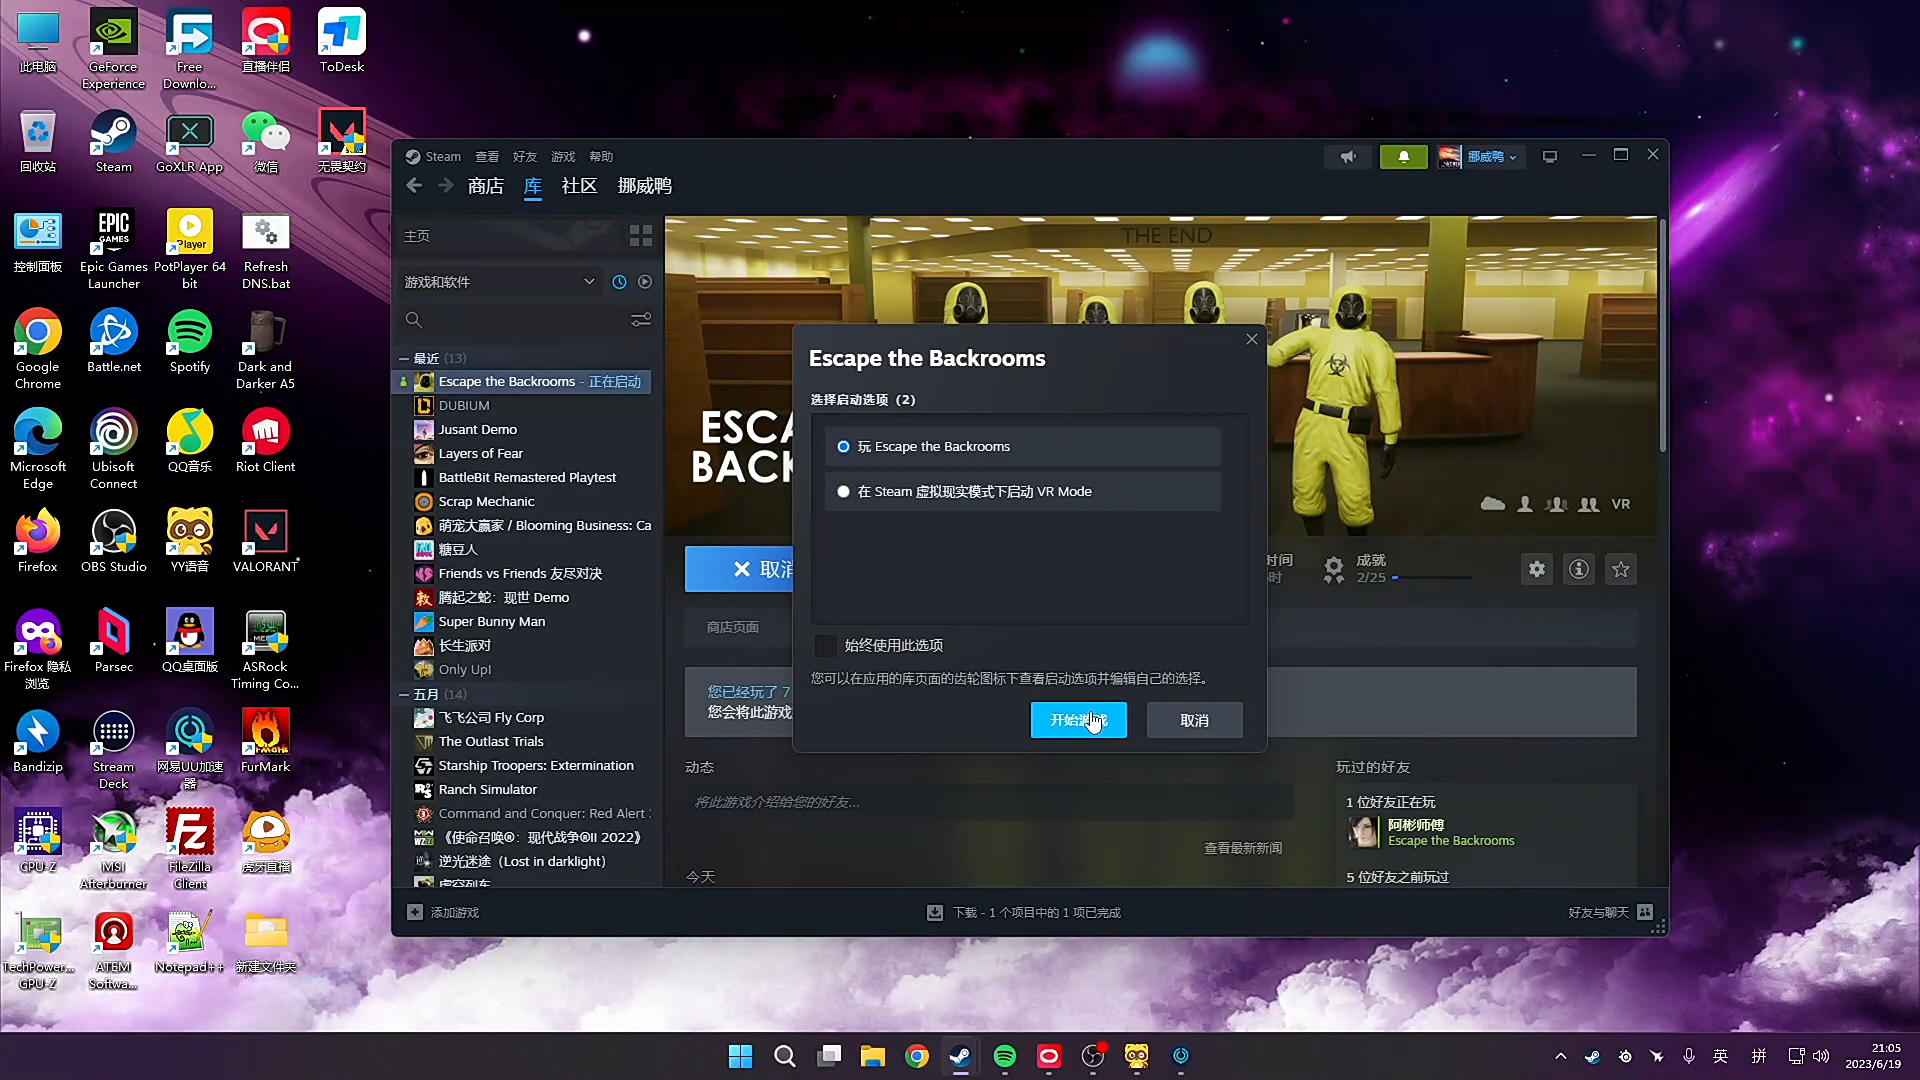 此电脑
GeForce
Experience
Free
Downlo...
直播伴侣
ToDesk
回收站
Steam
GoXLR App
微信
无畏契约
控制面板
EPIC
GAMES
Epic Games
Launcher
Player
PotPlayer 64
bit
Refresh
DNS.bat
Google
Chrome
Battle.net
Spotify
Dark and
Darker A5
Microsoft
Edge
Ubisoft
Connect
QQ音乐
Riot Client
Firefox
OBS Studio
YY语音
VALORANT
Firefox 隐私
浏览
Parsec
QQ桌面版
ASRock
Timing Co...
Bandizip
Stream
Deck
网易UU加速
器
FurMark
GPU-Z
MSI
Afterburner
FileZilla
Client
虎牙直播
TechPower...
GPU-Z
ATEM
Softwa...
Notepad++
新建文件夹
Steam 查看 好友 游戏 帮助
挪威鸭
商店 库 社区 挪威鸭
主页
游戏和软件
最近 (13)
Escape the Backrooms - 正在启动
DUBIUM
Jusant Demo
Layers of Fear
BattleBit Remastered Playtest
Scrap Mechanic
萌宠大赢家 / Blooming Business: Ca
糖豆人
Friends vs Friends 友尽对决
腾起之蛇：现世 Demo
Super Bunny Man
长生派对
Only Up!
五月 (14)
飞飞公司 Fly Corp
The Outlast Trials
Starship Troopers: Extermination
Ranch Simulator
Command and Conquer: Red Alert
《使命召唤®：现代战争®II 2022》
逆光迷途（Lost in darklight）
添加游戏
THE END
ESCA
BACK
VR
取消
时间
时
成就
2/25
商店页面
您已经玩了 7
您会将此游戏
动态
将此游戏介绍给您的好友...
查看最新新闻
今天
玩过的好友
1 位好友正在玩
阿彬师傅
Escape the Backrooms
5 位好友之前玩过
Escape the Backrooms
选择启动选项（2）
玩 Escape the Backrooms
在 Steam 虚拟现实模式下启动 VR Mode
始终使用此选项
您可以在应用的库页面的齿轮图标下查看启动选项并编辑自己的选择。
开始游戏
取消
下载 - 1 个项目中的 1 项已完成
好友与聊天
英
拼
21:05
2023/6/19